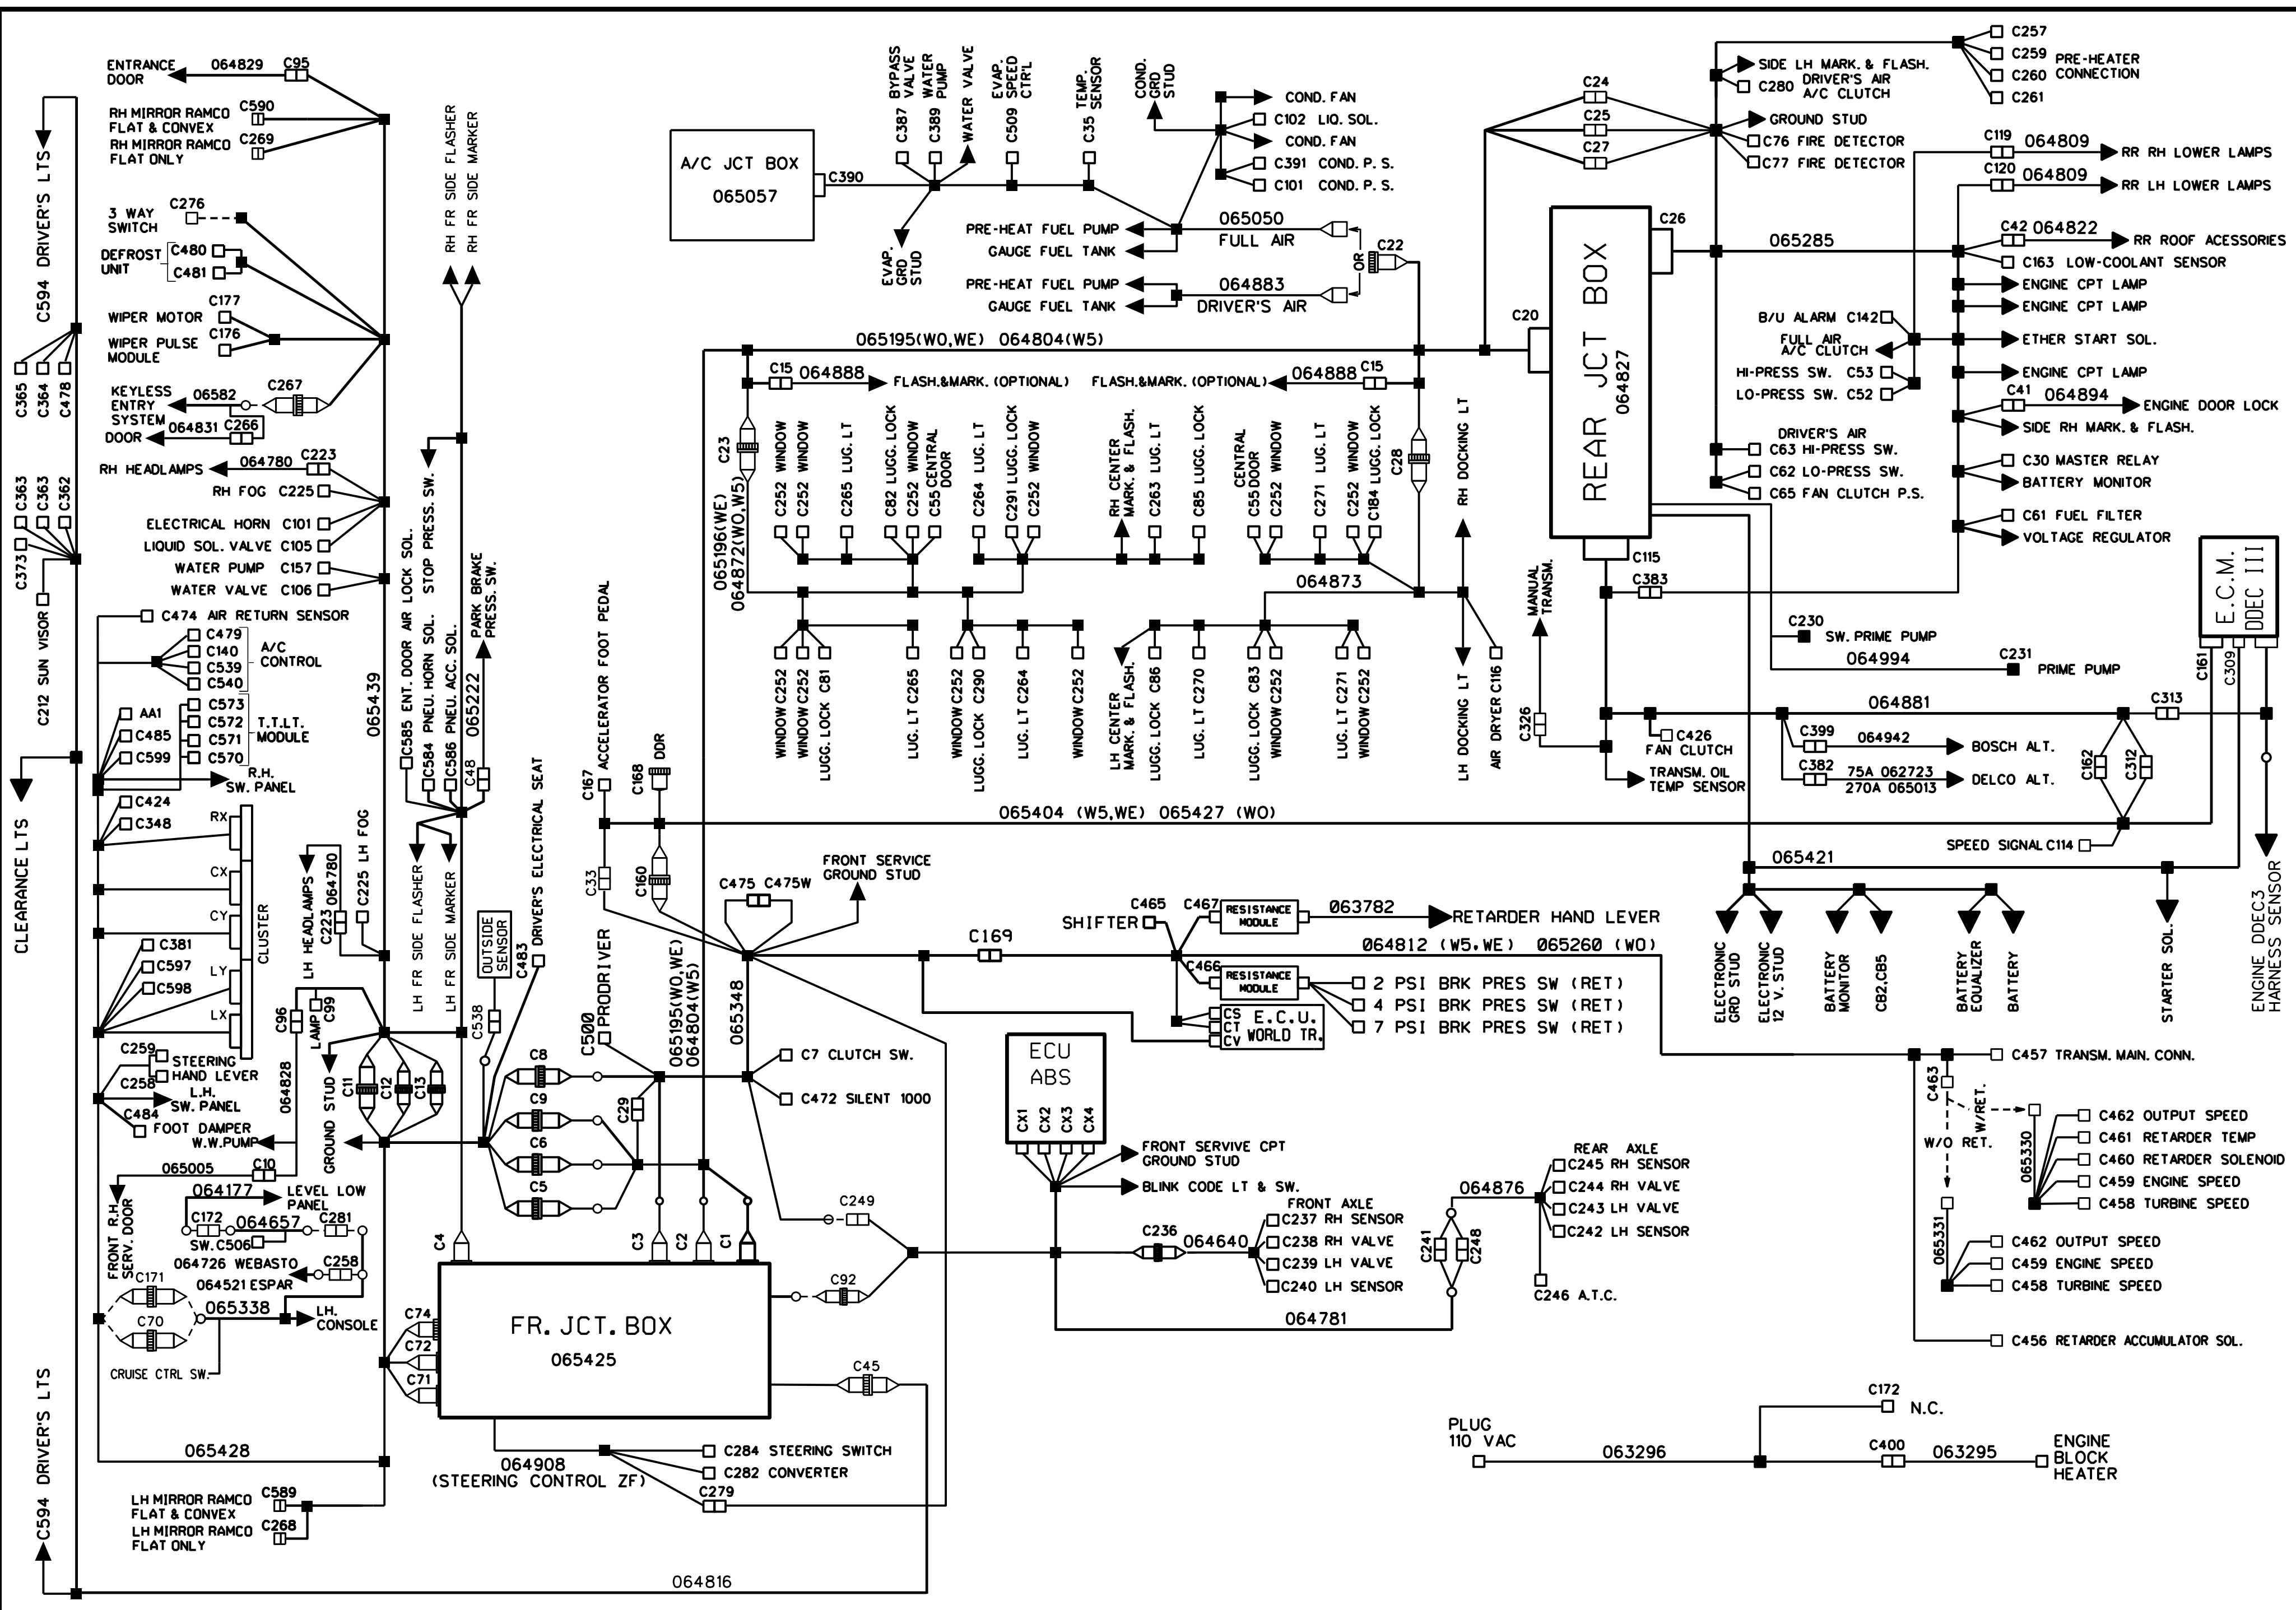 ENTRANCE
DOOR
064829
C95
RH MIRROR RAMCO
FLAT & CONVEX
C590
RH MIRROR RAMCO
FLAT ONLY
C269
3 WAY
SWITCH
C276
DEFROST
UNIT
C480
C481
C177
WIPER MOTOR
WIPER PULSE
MODULE
C176
KEYLESS
ENTRY
SYSTEM
06582
C267
DOOR
064831
C266
RH HEADLAMPS
064780
C223
RH FOG C225
ELECTRICAL HORN C101
LIQUID SOL. VALVE C105
WATER PUMP C157
WATER VALVE C106
C594 DRIVER'S LTS
C365
C364
C478
C363
C363
C362
C373
C212 SUN VISOR
CLEARANCE LTS
C594 DRIVER'S LTS
C474 AIR RETURN SENSOR
C479
C140
C539
C540
A/C
CONTROL
C573
C572
C571
C570
T.T.LT.
MODULE
AA1
C485
C599
R.H.
SW. PANEL
C424
C348
RX
CX
CY
LY
LX
CLUSTER
C381
C597
C598
C259
STEERING
HAND LEVER
C258
L.H.
SW. PANEL
C484
FOOT DAMPER
W.W.PUMP
065005
C10
064177
LEVEL LOW
PANEL
C172
064657
C281
SW. C506
064726 WEBASTO
C258
064521 ESPAR
FRONT R.H.
SERV. DOOR
C171
065338
C70
LH.
CONSOLE
CRUISE CTRL SW.
065428
LH MIRROR RAMCO
FLAT & CONVEX
C589
LH MIRROR RAMCO
FLAT ONLY
C268
065439
RH FR SIDE FLASHER
RH FR SIDE MARKER
C585 ENT. DOOR AIR LOCK SOL.
C584 PNEU. HORN SOL.
STOP PRESS. SW.
C586 PNEU. ACC. SOL.
065222
C48
PARK BRAKE
PRESS. SW.
LH HEADLAMPS
C223 064780
C225 LH FOG
LH FR SIDE FLASHER
LH FR SIDE MARKER
C96
LAMP C99
064828
GROUND STUD
C11
C12
C13
OUTSIDE
SENSOR
C538
C483 DRIVER'S ELECTRICAL SEAT
C8
C9
C6
C5
C29
C500 PRODRIVER
C167 ACCELERATOR FOOT PEDAL
C168 DDR
C33
C160
C4
C3
C2
C1
065195(WO,WE)
064804(W5)
065348
C475 C475W
FRONT SERVICE
GROUND STUD
C7 CLUTCH SW.
C472 SILENT 1000
C249
C92
C45
C74
C72
C71
FR. JCT. BOX
065425
064908
(STEERING CONTROL ZF)
C284 STEERING SWITCH
C282 CONVERTER
C279
064816
A/C JCT BOX
065057
C390
C387 BYPASS
VALVE
C389 WATER
PUMP
WATER VALVE
C509 EVAP.
SPEED
CTR'L
C35 TEMP.
SENSOR
COND.
GRD
STUD
EVAP.
GRD
STUD
COND. FAN
C102 LIQ. SOL.
COND. FAN
C391 COND. P. S.
C101 COND. P. S.
PRE-HEAT FUEL PUMP
GAUGE FUEL TANK
065050
FULL AIR
PRE-HEAT FUEL PUMP
GAUGE FUEL TANK
064883
DRIVER'S AIR
OR
C22
065195(WO,WE) 064804(W5)
C15 064888
FLASH.&MARK. (OPTIONAL)
FLASH.&MARK. (OPTIONAL)
064888 C15
C23
065196(WE)
064872(WO,W5)
C252 WINDOW
C252 WINDOW
C265 LUG. LT
C82 LUGG. LOCK
C252 WINDOW
C55 CENTRAL
DOOR
C264 LUG. LT
C291 LUGG. LOCK
C252 WINDOW
RH CENTER
MARK. & FLASH.
C263 LUG. LT
C85 LUGG. LOCK
CENTRAL
C55 DOOR
C252 WINDOW
C271 LUG. LT
C252 WINDOW
C184 LUGG. LOCK
C28
RH DOCKING LT
064873
WINDOW C252
WINDOW C252
LUGG. LOCK C81
LUG. LT C265
WINDOW C252
LUGG. LOCK C290
LUG. LT C264
WINDOW C252
LH CENTER
MARK. & FLASH.
LUGG. LOCK C86
LUG. LT C270
LUGG. LOCK C83
WINDOW C252
LUG. LT C271
WINDOW C252
LH DOCKING LT
AIR DRYER C116
065404 (W5,WE) 065427 (WO)
C24
C25
C27
C20
REAR JCT BOX
064827
C26
C115
C383
MANUAL
TRANSM.
C326
SIDE LH MARK. & FLASH.
C280 DRIVER'S AIR
A/C CLUTCH
GROUND STUD
C76 FIRE DETECTOR
C77 FIRE DETECTOR
C257
C259
C260
C261
PRE-HEATER
CONNECTION
C119 064809
RR RH LOWER LAMPS
C120 064809
RR LH LOWER LAMPS
065285
C42 064822
RR ROOF ACESSORIES
C163 LOW-COOLANT SENSOR
ENGINE CPT LAMP
ENGINE CPT LAMP
ETHER START SOL.
ENGINE CPT LAMP
C41 064894
ENGINE DOOR LOCK
SIDE RH MARK. & FLASH.
C30 MASTER RELAY
BATTERY MONITOR
C61 FUEL FILTER
VOLTAGE REGULATOR
B/U ALARM C142
FULL AIR
A/C CLUTCH
HI-PRESS SW. C53
LO-PRESS SW. C52
DRIVER'S AIR
C63 HI-PRESS SW.
C62 LO-PRESS SW.
C65 FAN CLUTCH P.S.
C230
SW. PRIME PUMP
064994
C231
PRIME PUMP
E.C.M.
DDEC III
C161
C309
064881
C313
C426
FAN CLUTCH
TRANSM. OIL
TEMP SENSOR
C399
064942
BOSCH ALT.
C382
75A 062723
270A 065013
DELCO ALT.
C162
C312
SPEED SIGNAL C114
065421
ELECTRONIC
GRD STUD
ELECTRONIC
12 V. STUD
BATTERY
MONITOR
CB2,CB5
BATTERY
EQUALIZER
BATTERY
STARTER SOL.
ENGINE DDEC3
HARNESS SENSOR
C169
SHIFTER
C465
C467
RESISTANCE
MODULE
063782
RETARDER HAND LEVER
064812 (W5,WE) 065260 (WO)
C466
RESISTANCE
MODULE
2 PSI BRK PRES SW (RET)
4 PSI BRK PRES SW (RET)
7 PSI BRK PRES SW (RET)
CS
CT
CV
E.C.U.
WORLD TR.
ECU
ABS
CX1
CX2
CX3
CX4
FRONT SERVIVE CPT
GROUND STUD
BLINK CODE LT & SW.
C236
064640
FRONT AXLE
C237 RH SENSOR
C238 RH VALVE
C239 LH VALVE
C240 LH SENSOR
064781
C241
C248
064876
REAR AXLE
C245 RH SENSOR
C244 RH VALVE
C243 LH VALVE
C242 LH SENSOR
C246 A.T.C.
C457 TRANSM. MAIN. CONN.
C463
W/RET.
W/O RET.
065330
C462 OUTPUT SPEED
C461 RETARDER TEMP
C460 RETARDER SOLENOID
C459 ENGINE SPEED
C458 TURBINE SPEED
065331
C462 OUTPUT SPEED
C459 ENGINE SPEED
C458 TURBINE SPEED
C456 RETARDER ACCUMULATOR SOL.
PLUG
110 VAC
063296
C172
N.C.
C400
063295
ENGINE
BLOCK
HEATER